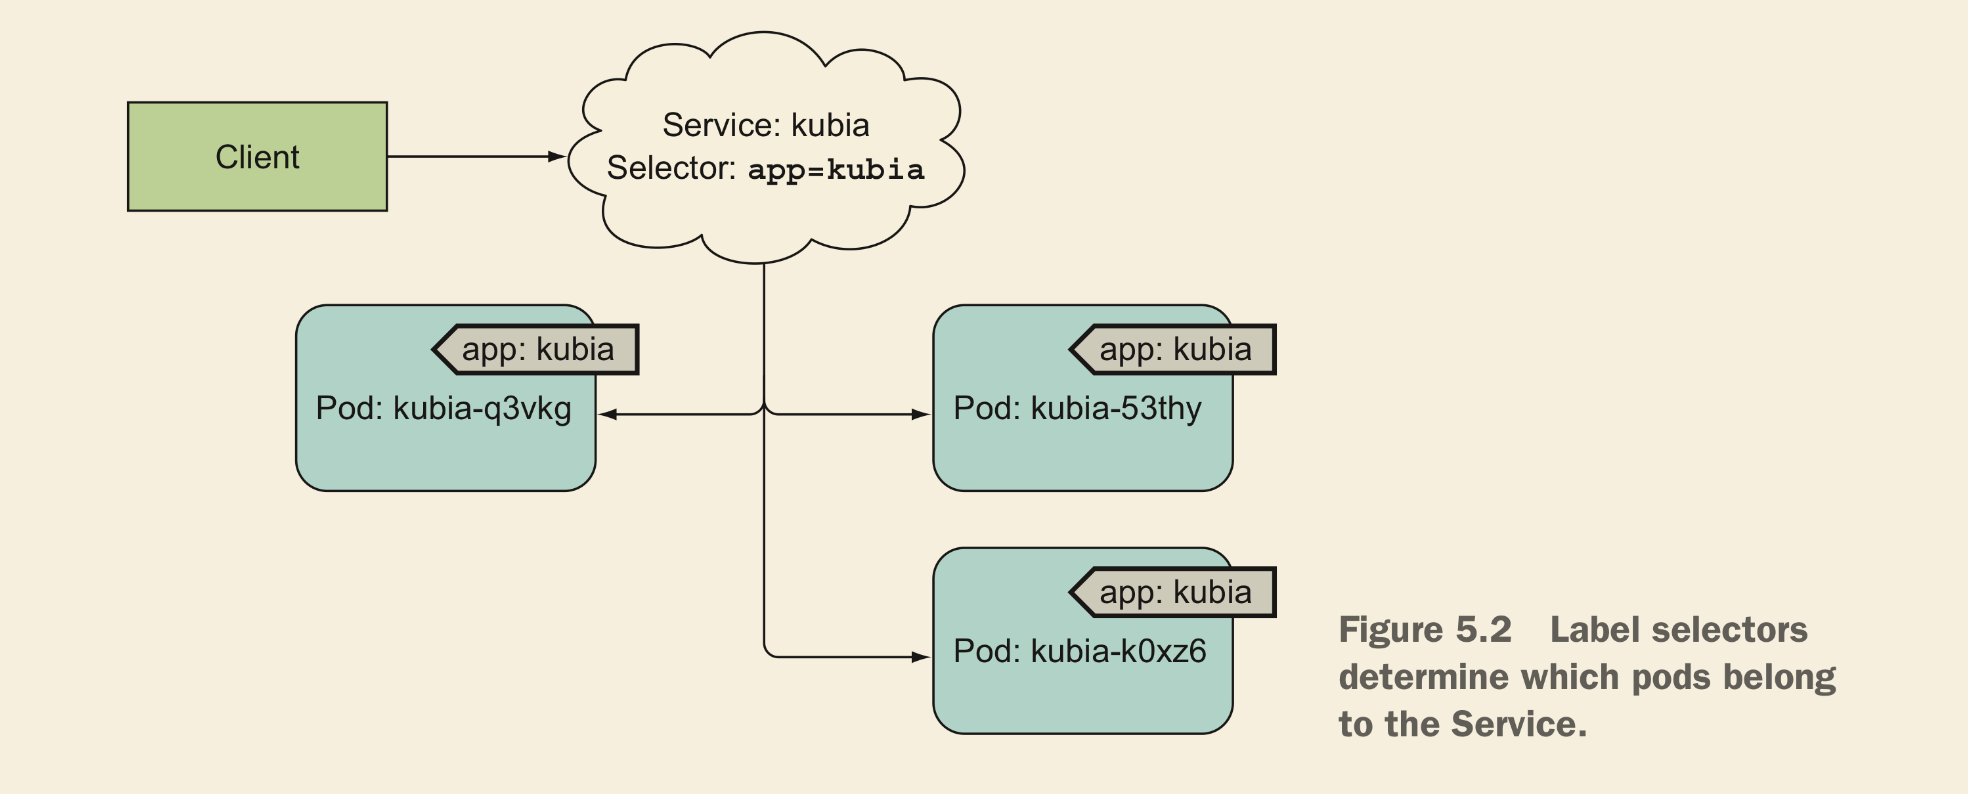 Client
Service: kubia
Selector: app=kubia
app: kubia
Pod: kubia-q3vkg
app: kubia
Pod: kubia-53thy
app: kubia
Pod: kubia-k0xz6
Figure 5.2 Label selectors
determine which pods belong
to the Service.